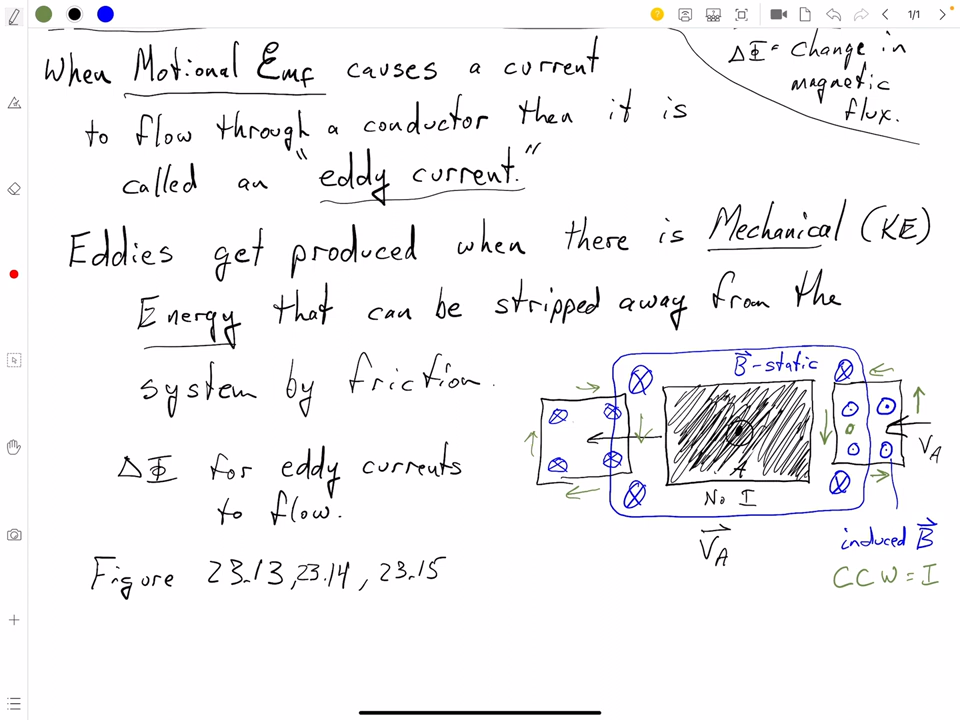 1/1
ΔΦ = Change in
magnetic
flux.
When Motional Emf causes a current
to flow through a conductor then it is
called an "eddy current."
Eddies get produced when there is Mechanical (KE)
Energy that can be stripped away from the
system by friction.
B-static
ΔΦ for eddy currents
to flow.
A
V_A
No I
V_A
induced B
CCW = I
Figure 23.13, 23.14, 23.15